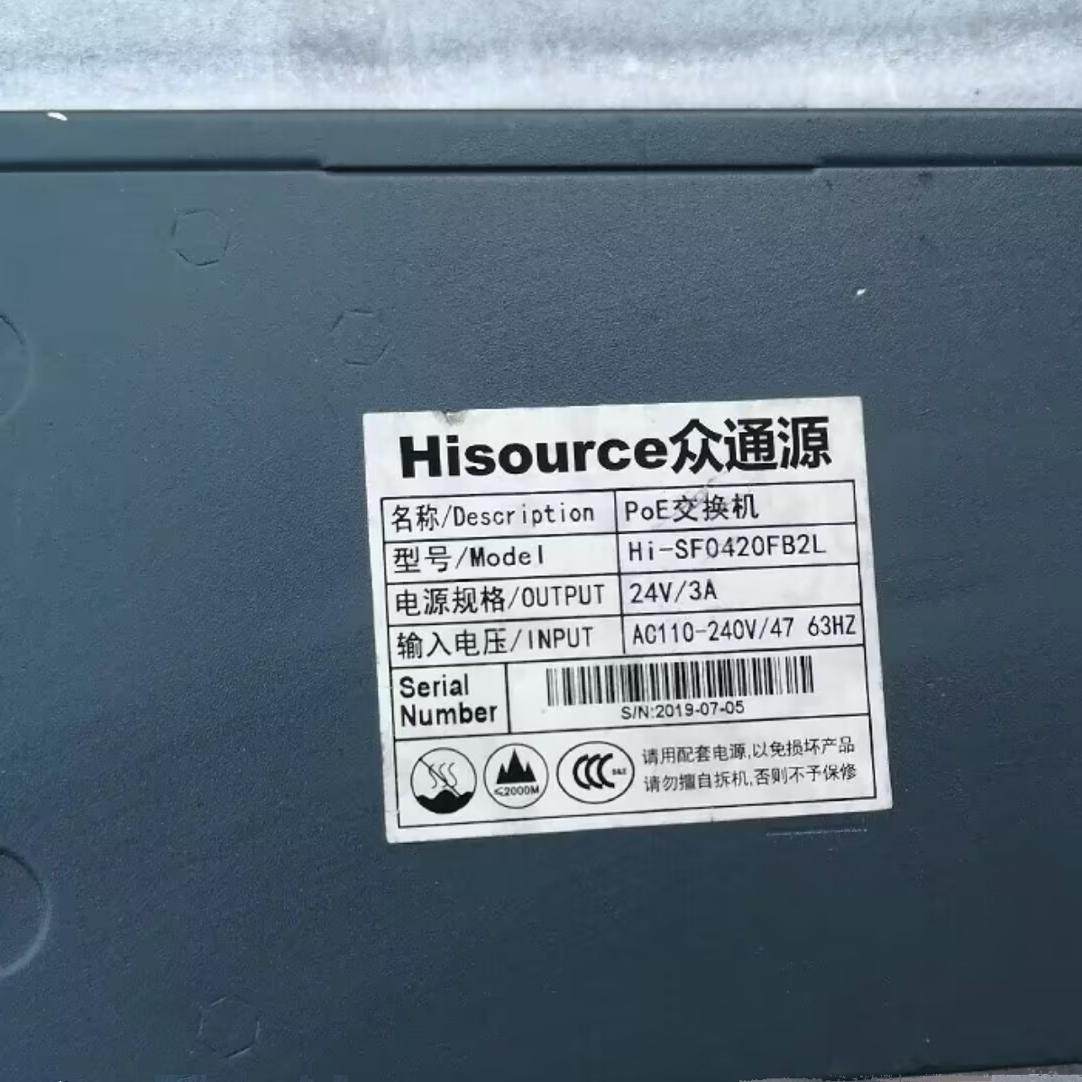 Hisource众通源
名称/Description PoE交换机
型号/Model Hi-SF0420FB2L
电源规格/OUTPUT 24V/3A
输入电压/INPUT AC110-240V/47 63HZ
Serial
Number
S/N:2019-07-05
≤2000M
CCC
请用配套电源,以免损坏产品
请勿擅自拆机,否则不予保修